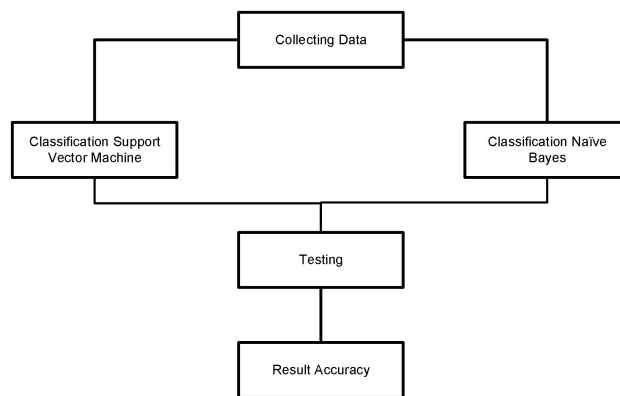 Collecting Data
Classification Support
Vector Machine
Classification Naïve
Bayes
Testing
Result Accuracy